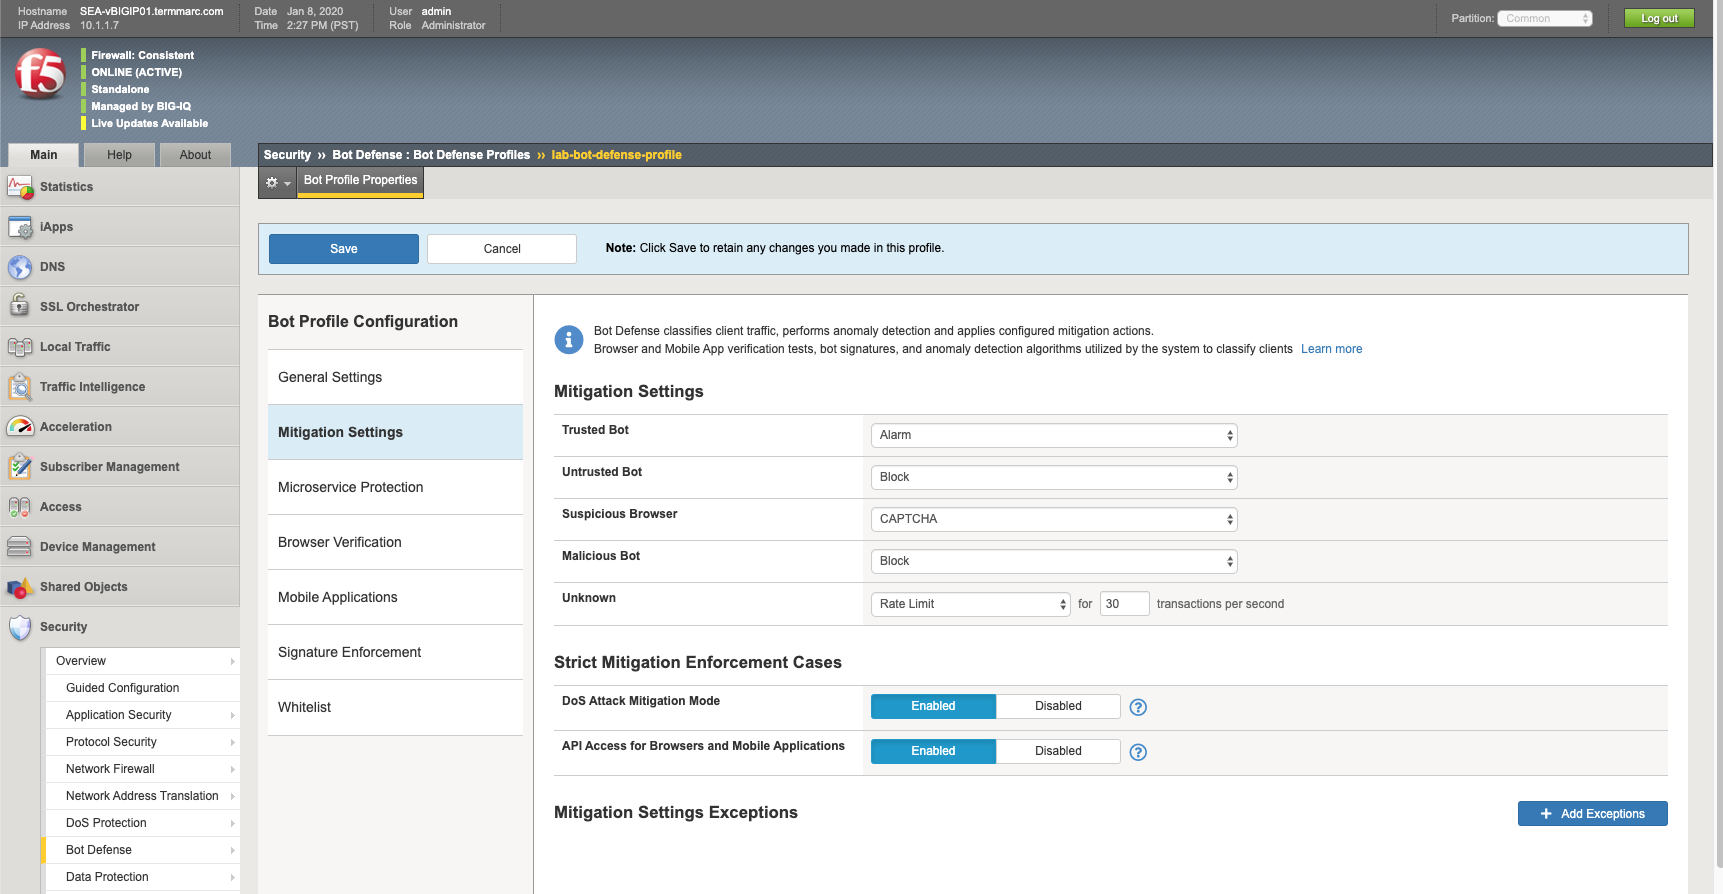 Hostname SEA-vBIGIP01.termmarc.com Date Jan 8, 2020 User admin
IP Address 10.1.1.7 Time 2:27 PM (PST) Role Administrator
Partition: Common Log out
f5
Firewall: Consistent
ONLINE (ACTIVE)
Standalone
Managed by BIG-IQ
Live Updates Available
Main Help About
Security ›› Bot Defense : Bot Defense Profiles ›› lab-bot-defense-profile
Bot Profile Properties
Statistics
iApps
DNS
SSL Orchestrator
Local Traffic
Traffic Intelligence
Acceleration
Subscriber Management
Access
Device Management
Shared Objects
Security
Overview
Guided Configuration
Application Security
Protocol Security
Network Firewall
Network Address Translation
DoS Protection
Bot Defense
Data Protection
Save Cancel Note: Click Save to retain any changes you made in this profile.
Bot Profile Configuration
General Settings
Mitigation Settings
Microservice Protection
Browser Verification
Mobile Applications
Signature Enforcement
Whitelist
Bot Defense classifies client traffic, performs anomaly detection and applies configured mitigation actions.
Browser and Mobile App verification tests, bot signatures, and anomaly detection algorithms utilized by the system to classify clients Learn more
Mitigation Settings
Trusted Bot Alarm
Untrusted Bot Block
Suspicious Browser CAPTCHA
Malicious Bot Block
Unknown Rate Limit for 30 transactions per second
Strict Mitigation Enforcement Cases
DoS Attack Mitigation Mode Enabled Disabled ?
API Access for Browsers and Mobile Applications Enabled Disabled ?
Mitigation Settings Exceptions + Add Exceptions